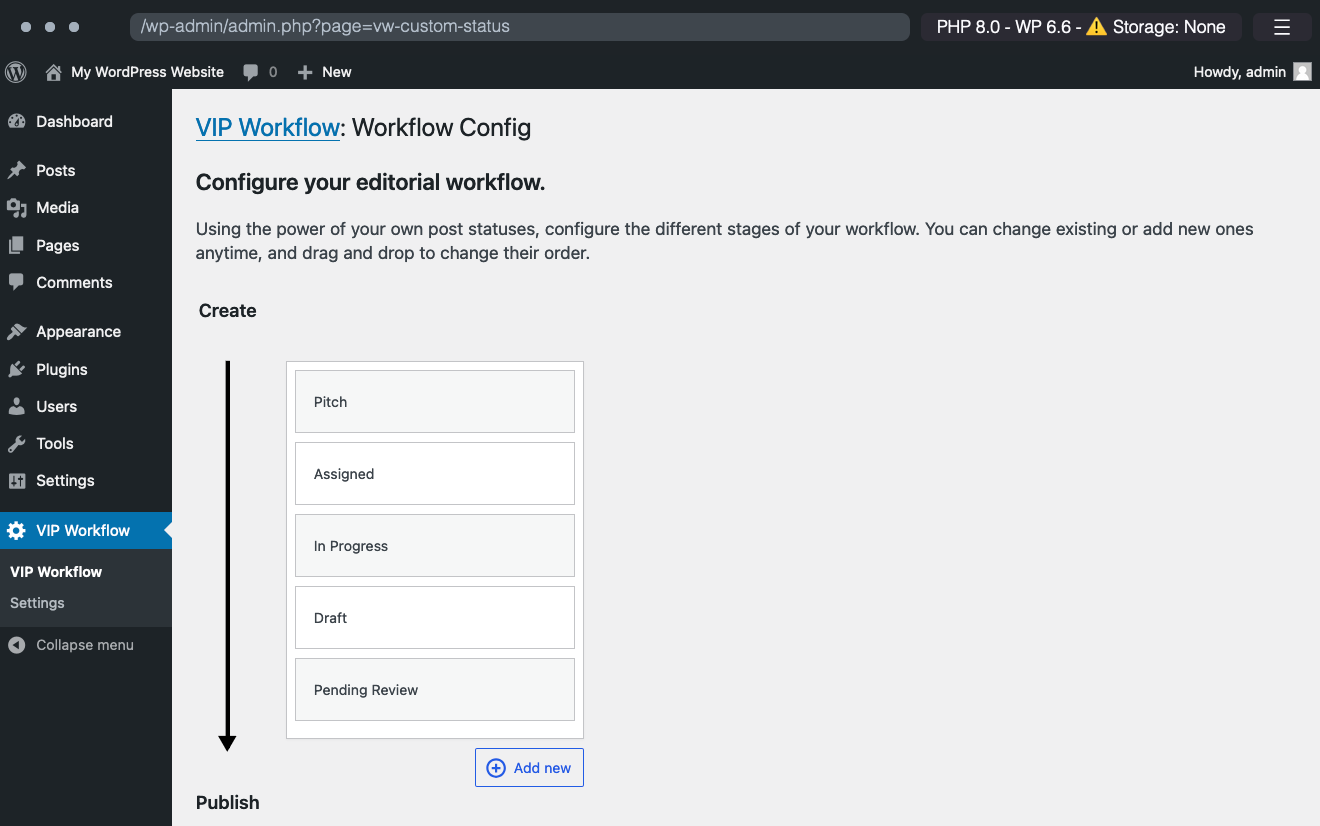 /wp-admin/admin.php?page=vw-custom-status
PHP 8.0 - WP 6.6 - ⚠️ Storage: None
My WordPress Website
0
New
Howdy, admin
Dashboard
Posts
Media
Pages
Comments
Appearance
Plugins
Users
Tools
Settings
VIP Workflow
VIP Workflow
Settings
Collapse menu
VIP Workflow: Workflow Config
Configure your editorial workflow.
Using the power of your own post statuses, configure the different stages of your workflow. You can change existing or add new ones
anytime, and drag and drop to change their order.
Create
Pitch
Assigned
In Progress
Draft
Pending Review
Add new
Publish